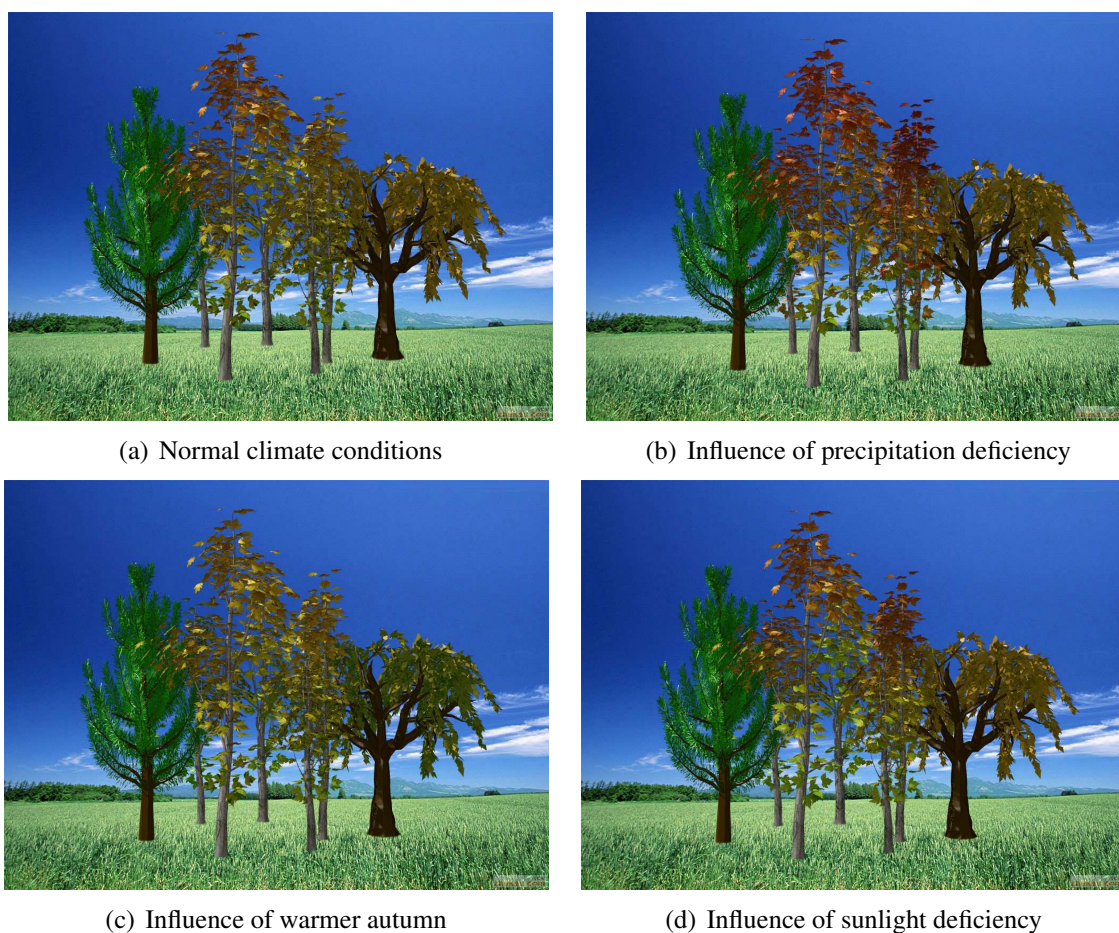 (a) Normal climate conditions
(b) Influence of precipitation deficiency
(c) Influence of warmer autumn
(d) Influence of sunlight deficiency